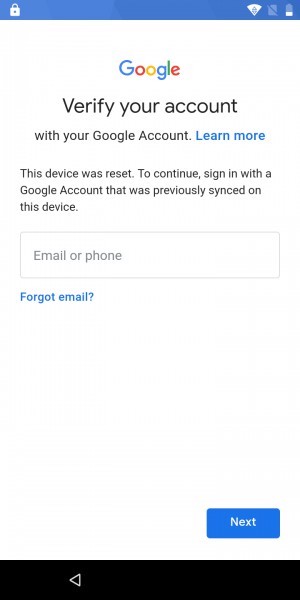 Google
Verify your account
with your Google Account. Learn more
This device was reset. To continue, sign in with a
Google Account that was previously synced on
this device.
Email or phone
Forgot email?
Next